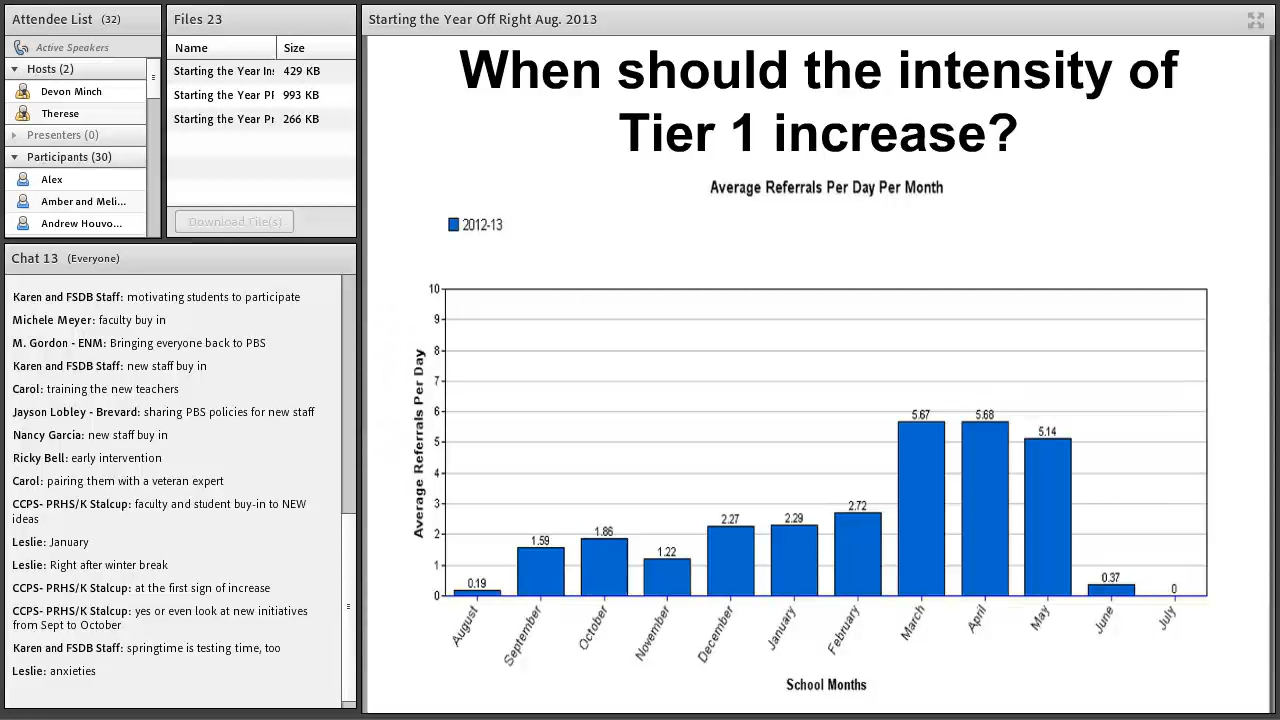 Attendee List (32)
Active Speakers
Hosts (2)
Devon Minch
Therese
Presenters (0)
Participants (30)
Alex
Amber and Meli...
Andrew Houvo...
Files 23
Name Size
Starting the Year In: 429 KB
Starting the Year PI 993 KB
Starting the Year Pr 266 KB
Download File(s)
Chat 13 (Everyone)
Karen and FSDB Staff: motivating students to participate
Michele Meyer: faculty buy in
M. Gordon - ENM: Bringing everyone back to PBS
Karen and FSDB Staff: new staff buy in
Carol: training the new teachers
Jayson Lobley - Brevard: sharing PBS policies for new staff
Nancy Garcia: new staff buy in
Ricky Bell: early intervention
Carol: pairing them with a veteran expert
CCPS- PRHS/K Stalcup: faculty and student buy-in to NEW
ideas
Leslie: January
Leslie: Right after winter break
CCPS- PRHS/K Stalcup: at the first sign of increase
CCPS- PRHS/K Stalcup: yes or even look at new initiatives
from Sept to October
Karen and FSDB Staff: springtime is testing time, too
Leslie: anxieties
Starting the Year Off Right Aug. 2013
When should the intensity of
Tier 1 increase?
Average Referrals Per Day Per Month
2012-13
Average Referrals Per Day
10
9
8
7
6
5
4
3
2
1
0
0.19
1.59
1.86
1.22
2.27
2.29
2.72
5.67
5.68
5.14
0.37
0
August
September
October
November
December
January
February
March
April
May
June
July
School Months